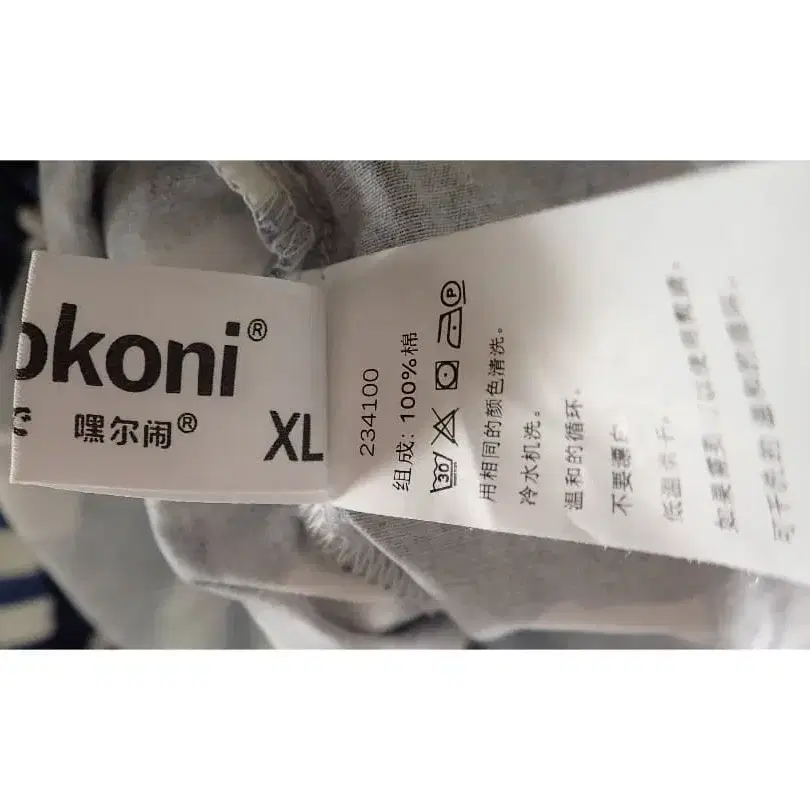 okoni®
嘿尔闹®
XL
234100
组成: 100%棉
30 P
用相同的颜色清洗。
冷水机洗。
温和的循环。
不要漂白
低温烘干。